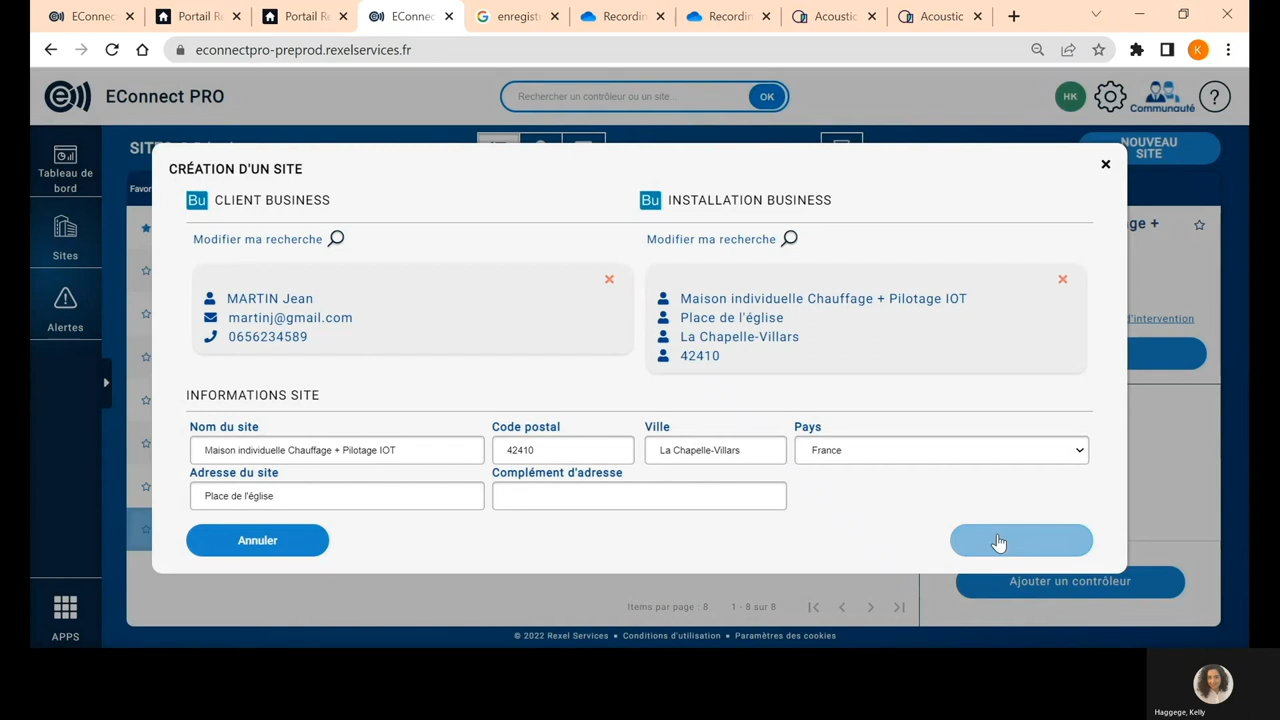 EConnec
Portail Re
Portail Re
EConnec
enregistr
Recordin
Recordin
Acoustic
Acoustic
econnectpro-preprod.rexelservices.fr
K
EConnect PRO
Rechercher un contrôleur ou un site...
OK
HK
Communauté
?
Tableau de
bord
Sites
Alertes
APPS
SITES
NOUVEAU
SITE
Favor
ge +
d'intervention
CRÉATION D'UN SITE
Bu CLIENT BUSINESS
Bu INSTALLATION BUSINESS
Modifier ma recherche
Modifier ma recherche
MARTIN Jean
martinj@gmail.com
0656234589
Maison individuelle Chauffage + Pilotage IOT
Place de l'église
La Chapelle-Villars
42410
INFORMATIONS SITE
Nom du site
Code postal
Ville
Pays
Maison individuelle Chauffage + Pilotage IOT
42410
La Chapelle-Villars
France
Adresse du site
Complément d'adresse
Place de l'église
Annuler
Ajouter un contrôleur
Items par page : 8
1 - 8 sur 8
© 2022 Rexel Services • Conditions d'utilisation • Paramètres des cookies
Haggege, Kelly